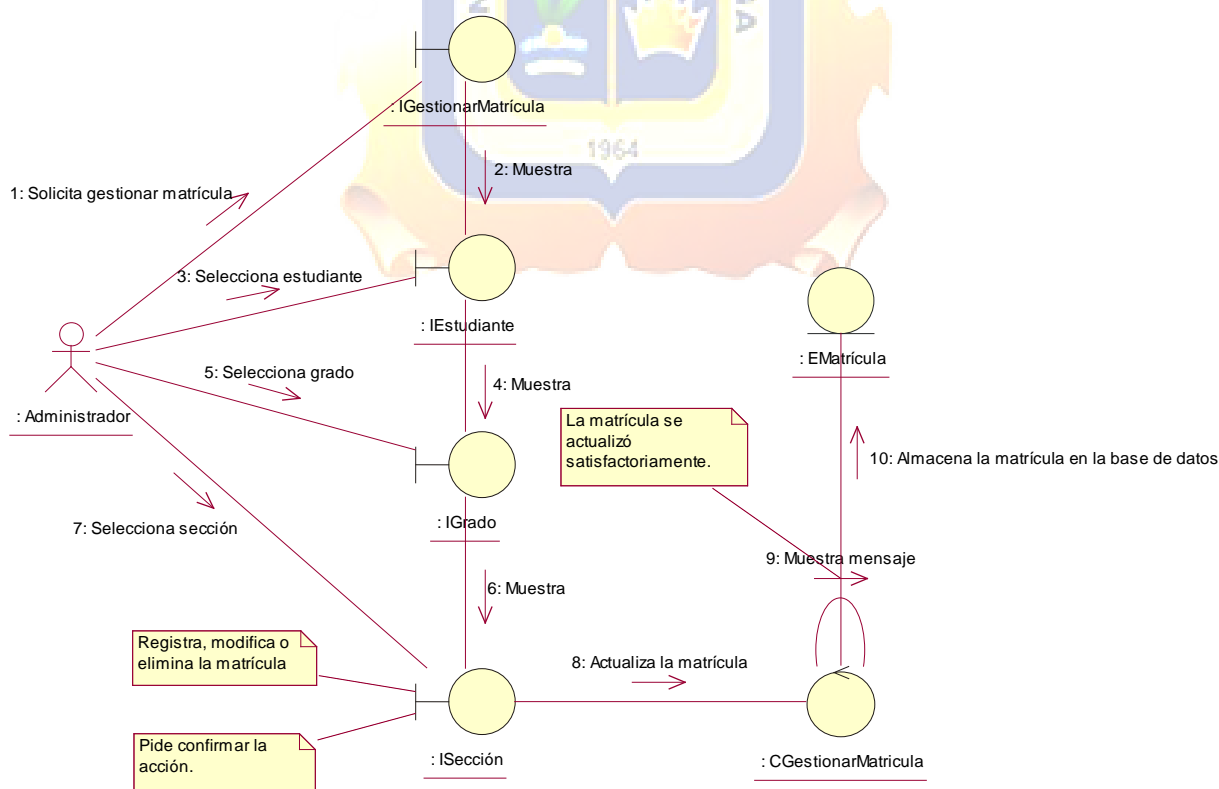 N
NA
: IGestionarMatrícula
1964
2: Muestra
1: Solicita gestionar matrícula
3: Selecciona estudiante
: IEstudiante
: EMatrícula
5: Selecciona grado
4: Muestra
: Administrador
La matrícula se
actualizó
satisfactoriamente.
10: Almacena la matrícula en la base de datos
7: Selecciona sección
: IGrado
9: Muestra mensaje
6: Muestra
Registra, modifica o
elimina la matrícula
8: Actualiza la matrícula
Pide confirmar la
acción.
: ISección
: CGestionarMatricula